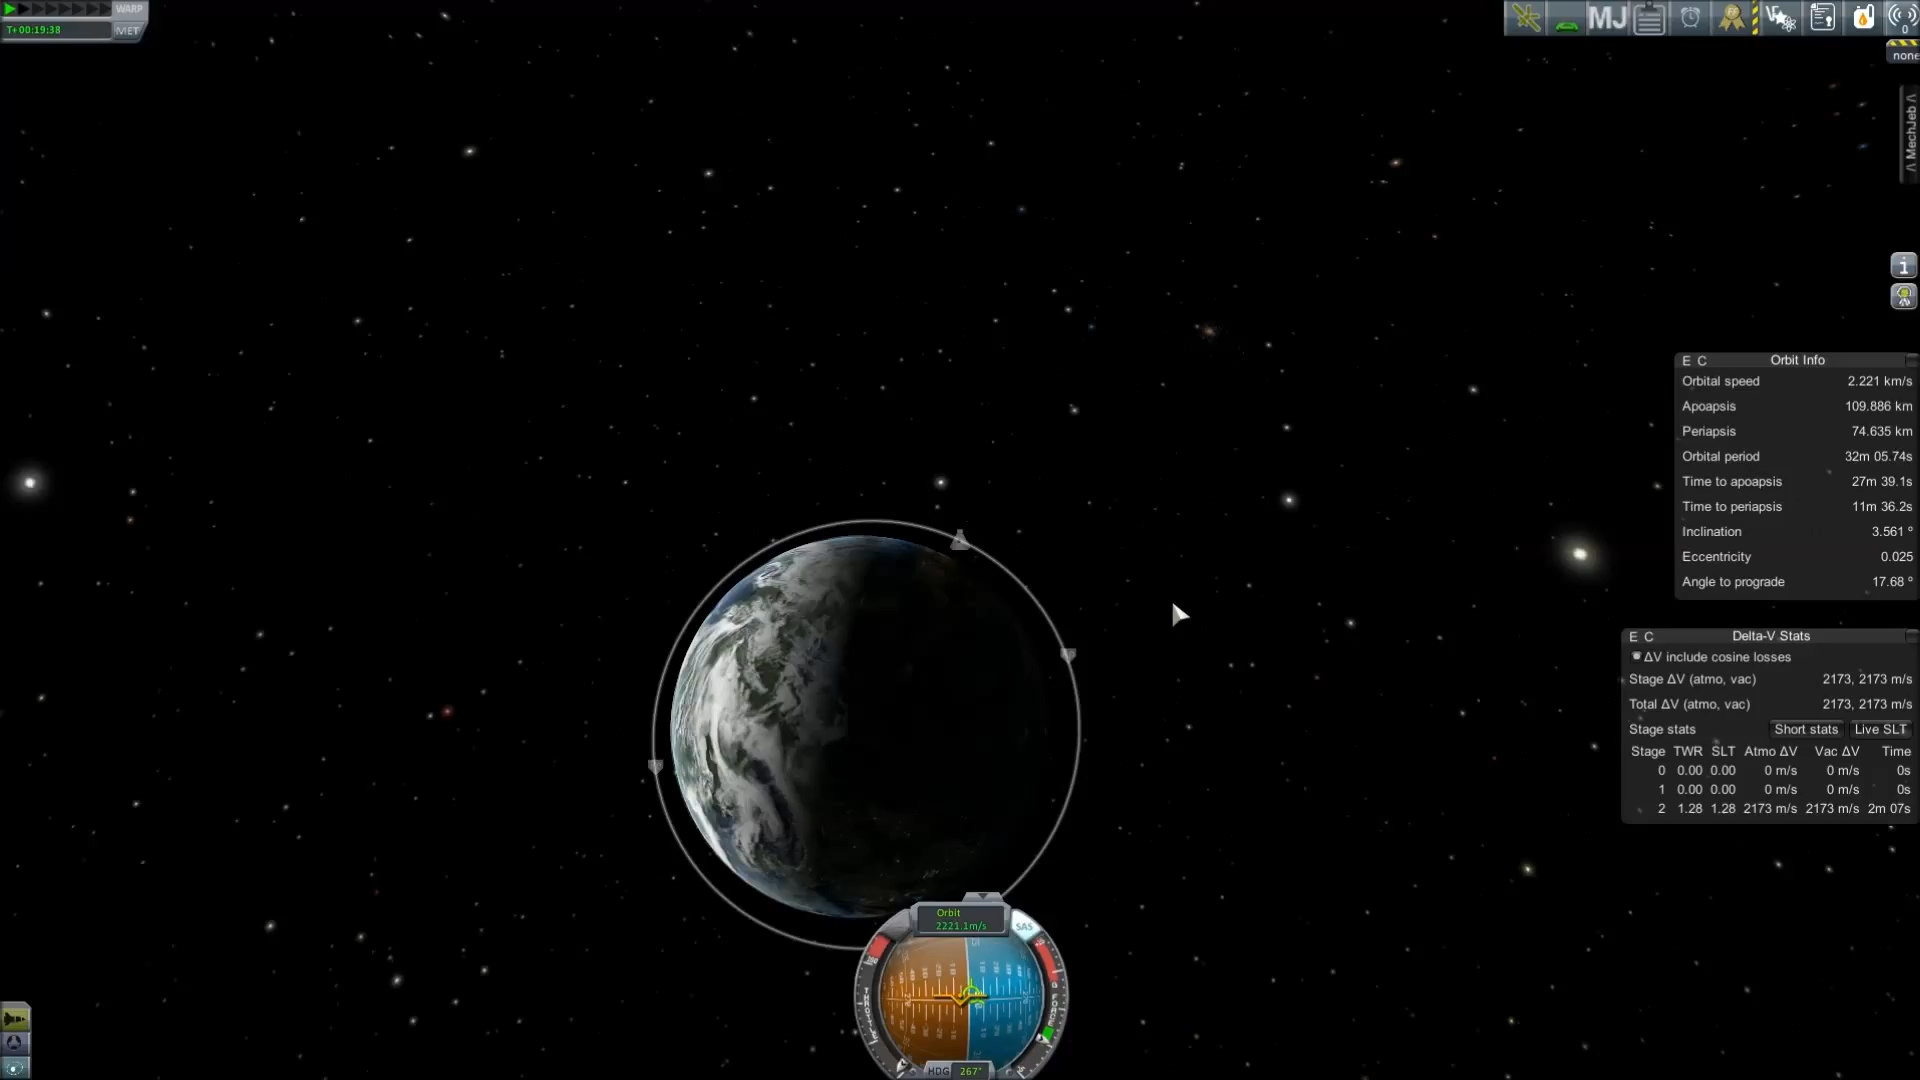 WARP
T+00:19:38
MET
MJ
0
none
/\ MechJeb /\
E C Orbit Info
Orbital speed 2.221 km/s
Apoapsis 109.886 km
Periapsis 74.635 km
Orbital period 32m 05.74s
Time to apoapsis 27m 39.1s
Time to periapsis 11m 36.2s
Inclination 3.561 º
Eccentricity 0.025
Angle to prograde 17.68 º
E C Delta-V Stats
ΔV include cosine losses
Stage ΔV (atmo, vac) 2173, 2173 m/s
Total ΔV (atmo, vac) 2173, 2173 m/s
Stage stats Short stats Live SLT
Stage TWR SLT Atmo ΔV Vac ΔV Time
0 0.00 0.00 0 m/s 0 m/s 0s
1 0.00 0.00 0 m/s 0 m/s 0s
2 1.28 1.28 2173 m/s 2173 m/s 2m 07s
Orbit
2221.1m/s
SAS
HDG 267°